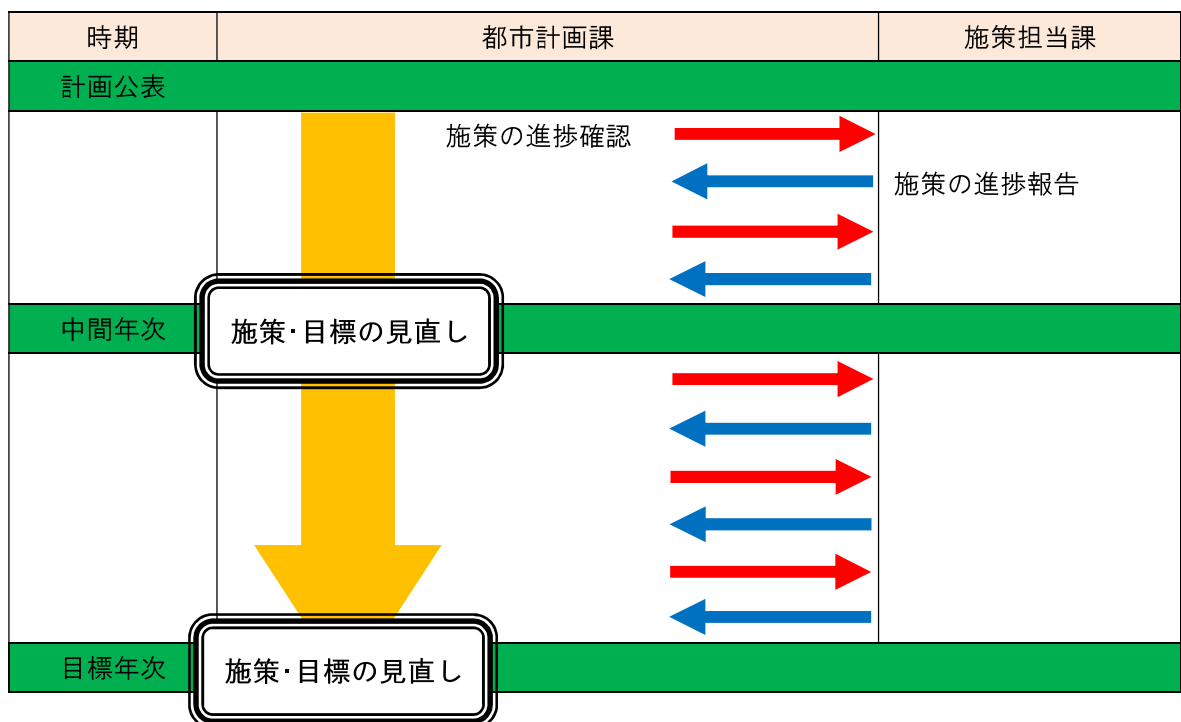 時期
都市計画課
施策担当課
計画公表
施策の進捗確認
施策の進捗報告
中間年次
施策・目標の見直し
目標年次
施策・目標の見直し